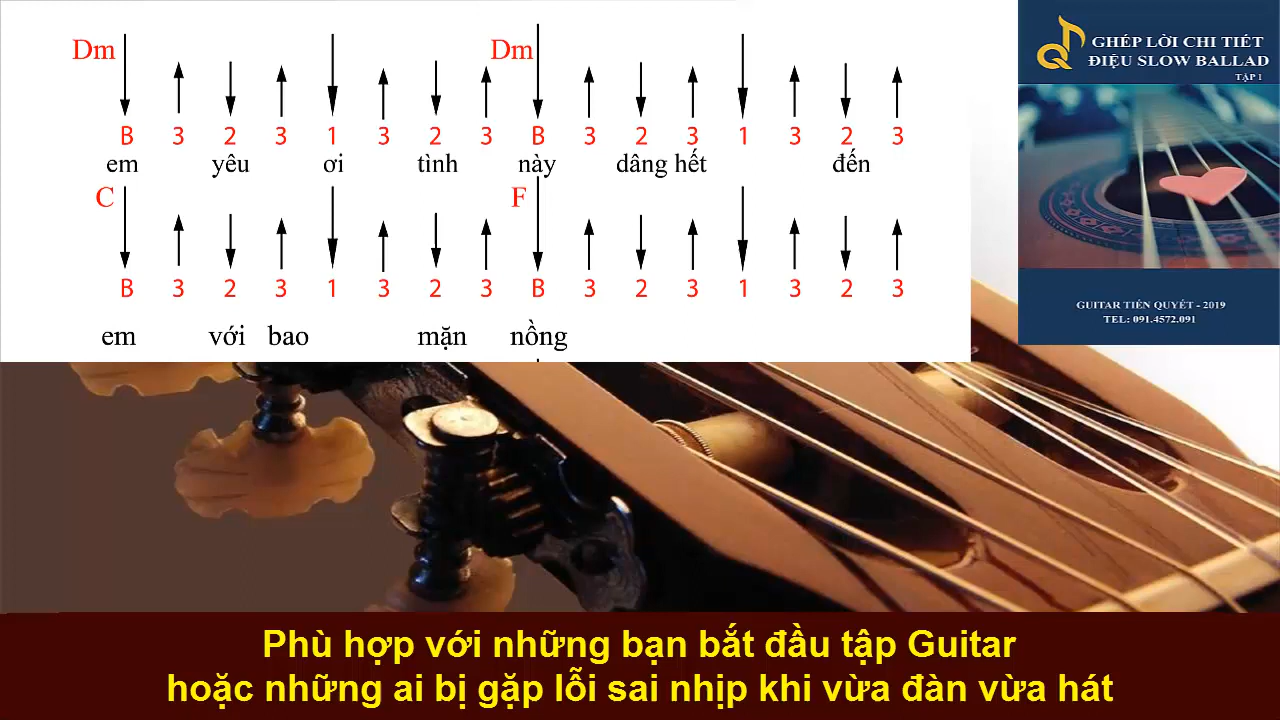 Dm Dm
B 3 2 3 1 3 2 3 B 3 2 3 1 3 2 3
em yêu ơi tình này dâng hết đến
C F
B 3 2 3 1 3 2 3 B 3 2 3 1 3 2 3
em với bao mặn nồng
GHÉP LỜI CHI TIẾT
ĐIỆU SLOW BALLAD
TẬP 1
GUITAR TIẾN QUYẾT - 2019
TEL: 091.4572.091
Phù hợp với những bạn bắt đầu tập Guitar
hoặc những ai bị gặp lỗi sai nhịp khi vừa đàn vừa hát